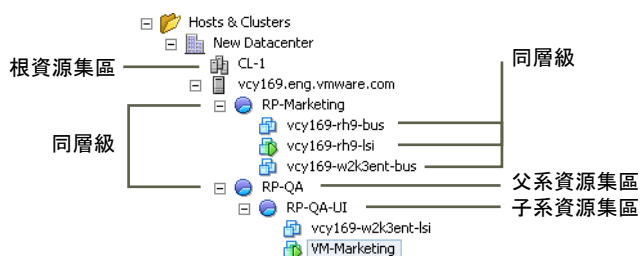 Hosts & Clusters
New Datacenter
根資源集區
CL-1
同層級
vcy169.eng.vmware.com
RP-Marketing
vcy169-rh9-bus
同層級
vcy169-rh9-lsi
vcy169-w2k3ent-bus
RP-QA
父系資源集區
RP-QA-UI
子系資源集區
vcy169-w2k3ent-lsi
VM-Marketing